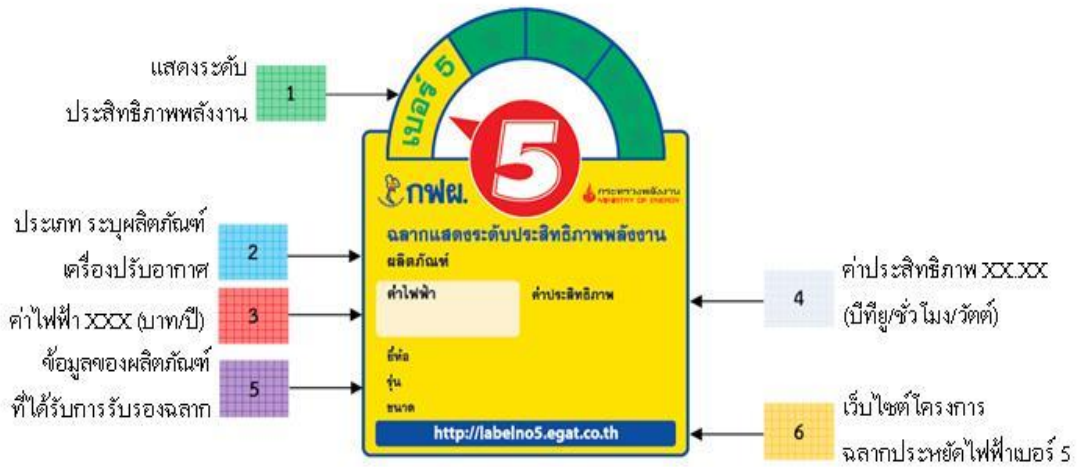 แสดงระดับ
ประสิทธิภาพพลังงาน
1
เบอร์ 5
5
กฟผ.
กระทรวงพลังงาน
MINISTRY OF ENERGY
ฉลากแสดงระดับประสิทธิภาพพลังงาน
ผลิตภัณฑ์
ค่าไฟฟ้า
ค่าประสิทธิภาพ
ยี่ห้อ
รุ่น
ขนาด
http://labelno5.egat.co.th
ประเภท ระบุผลิตภัณฑ์
เครื่องปรับอากาศ
2
ค่าไฟฟ้า XXX (บาท/ปี)
3
ข้อมูลของผลิตภัณฑ์
ที่ได้รับการรับรองฉลาก
5
4
ค่าประสิทธิภาพ XX.XX
(บีทียู/ชั่วโมง/วัตต์)
6
เว็บไซต์โครงการ
ฉลากประหยัดไฟฟ้าเบอร์ 5